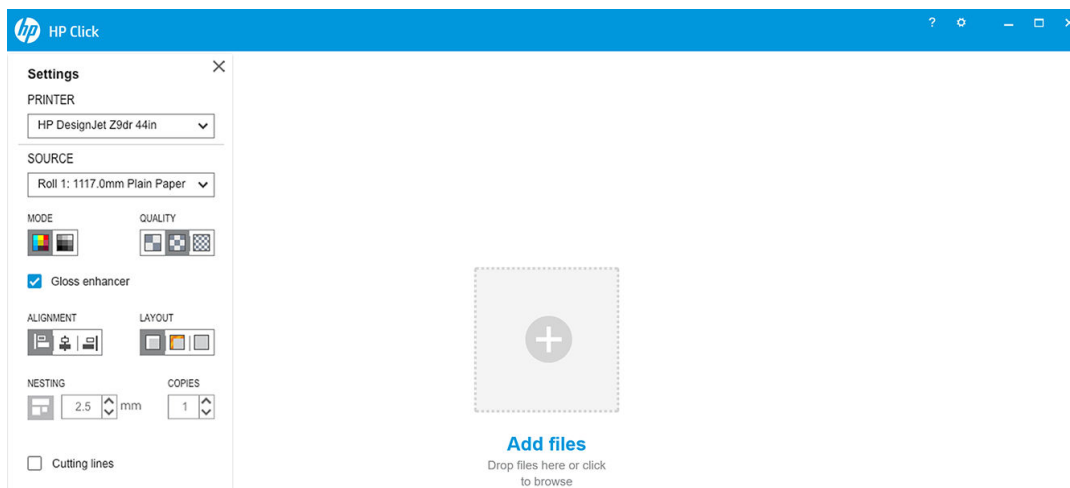 hp HP Click ?
Settings
PRINTER
HP DesignJet Z9dr 44in
SOURCE
Roll 1: 1117.0mm Plain Paper
MODE QUALITY
Gloss enhancer
ALIGNMENT LAYOUT
NESTING COPIES
2.5 mm 1
Cutting lines
Add files
Drop files here or click
to browse